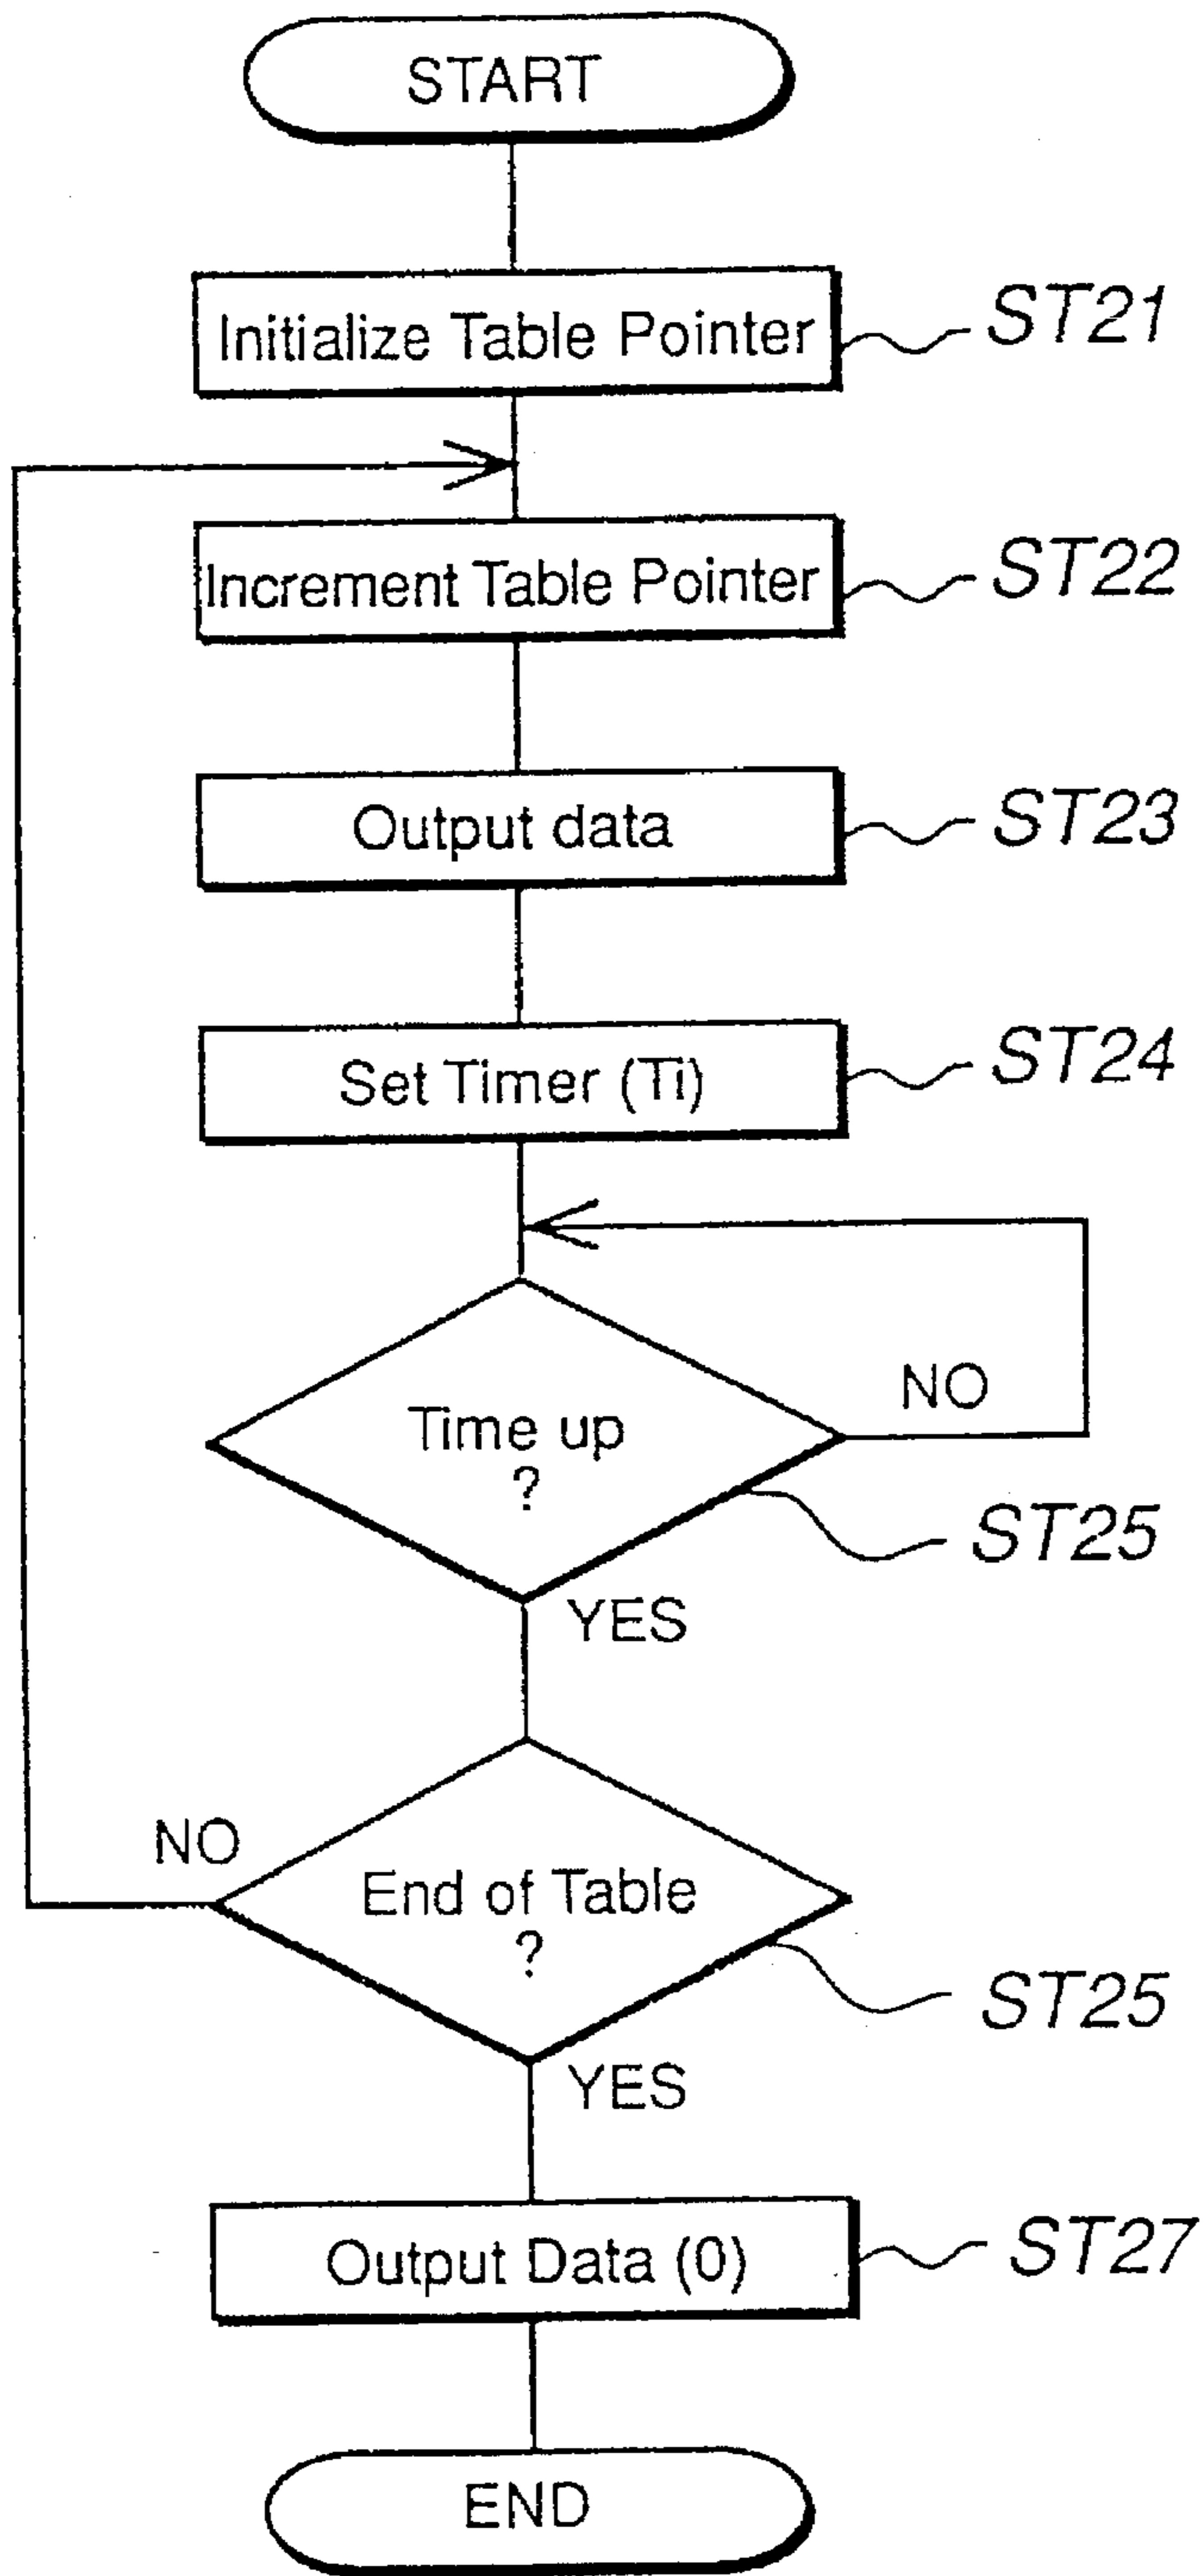 START
Initialize Table Pointer
ST21
Increment Table Pointer
ST22
Output data
ST23
Set Timer (Ti)
ST24
Time up
?
NO
ST25
YES
NO
End of Table
?
ST25
YES
Output Data (0)
ST27
END